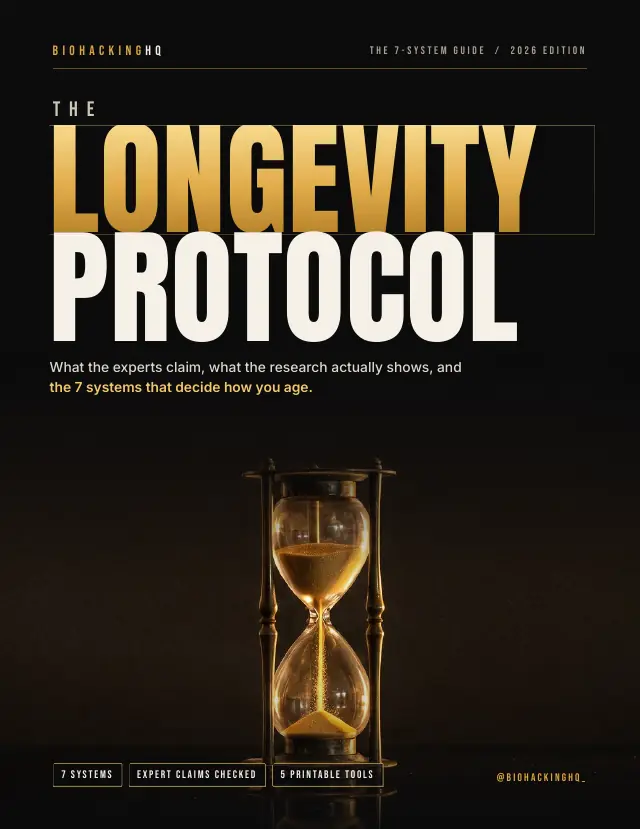 BIOHACKINGHQ
THE 7-SYSTEM GUIDE / 2026 EDITION
THE
LONGEVITY
PROTOCOL
What the experts claim, what the research actually shows, and
the 7 systems that decide how you age.
7 SYSTEMS
EXPERT CLAIMS CHECKED
5 PRINTABLE TOOLS
@BIOHACKINGHQ_